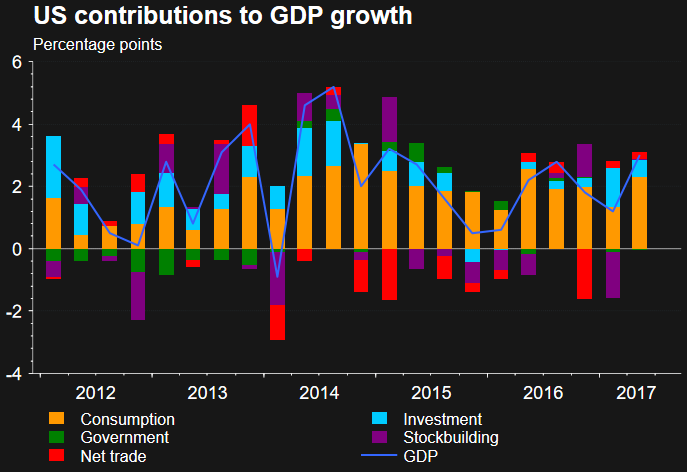 US contributions to GDP growth
Percentage points
6
4
2
0
-2
-4
2012 2013 2014 2015 2016 2017
Consumption Investment
Government Stockbuilding
Net trade GDP